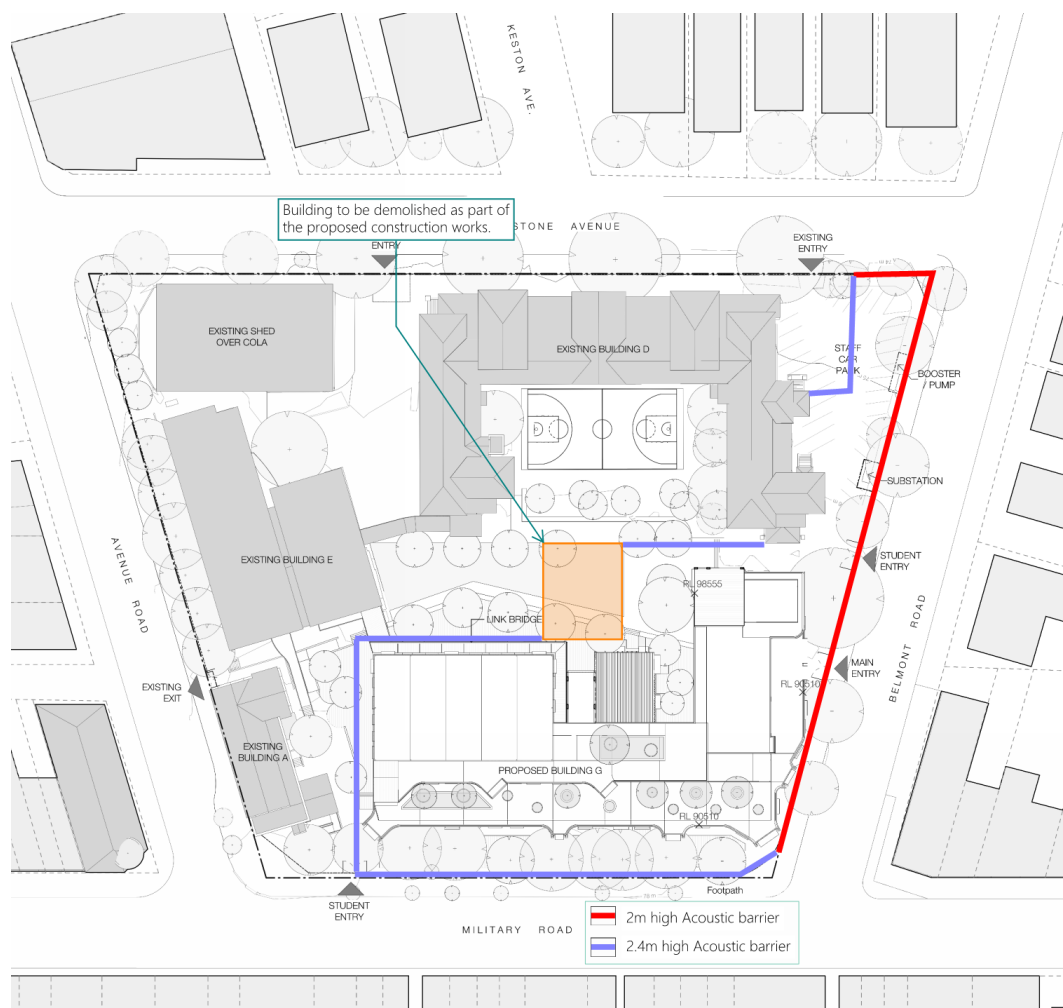 KESTON AVE.
Building to be demolished as part of
the proposed construction works.
STONE AVENUE
ENTRY
EXISTING
ENTRY
EXISTING SHED
OVER COLA
EXISTING BUILDING D
STAFF
CAR
PARK
BOOSTER
PUMP
SUBSTATION
EXISTING BUILDING E
AVENUE ROAD
STUDENT
ENTRY
RL 98555
LINK BRIDGE
BELMONT ROAD
MAIN
ENTRY
RL 90510
EXISTING
EXIT
EXISTING
BUILDING A
PROPOSED BUILDING G
RL 90510
Footpath
STUDENT
ENTRY
MILITARY ROAD
2m high Acoustic barrier
2.4m high Acoustic barrier